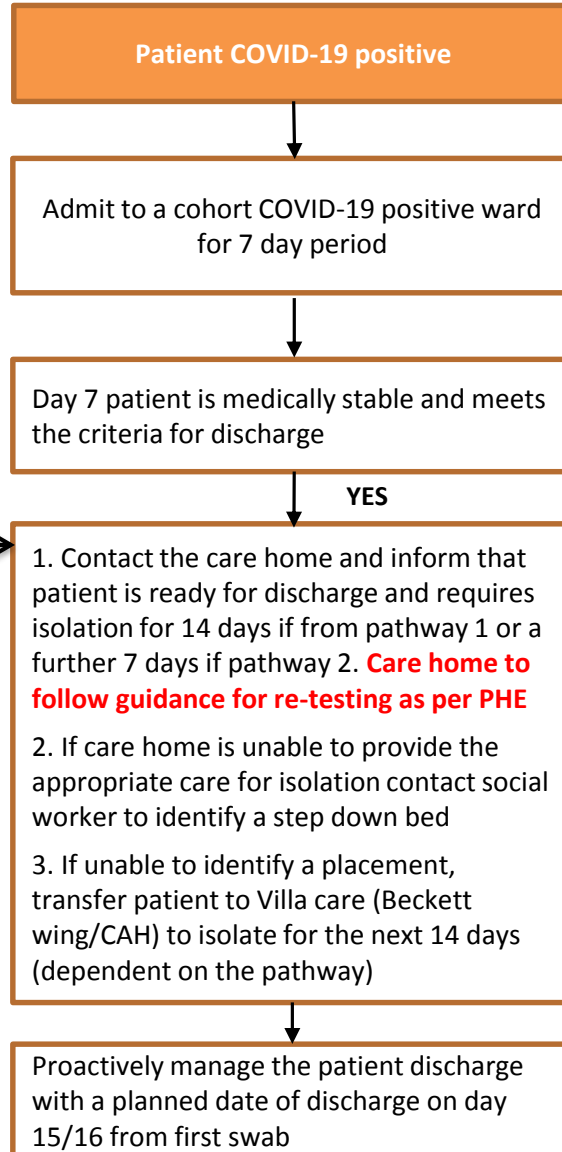 Patient COVID-19 positive
Admit to a cohort COVID-19 positive ward
for 7 day period
Day 7 patient is medically stable and meets
the criteria for discharge
YES
1. Contact the care home and inform that
patient is ready for discharge and requires
isolation for 14 days if from pathway 1 or a
further 7 days if pathway 2. Care home to
follow guidance for re-testing as per PHE
2. If care home is unable to provide the
appropriate care for isolation contact social
worker to identify a step down bed
3. If unable to identify a placement,
transfer patient to Villa care (Beckett
wing/CAH) to isolate for the next 14 days
(dependent on the pathway)
Proactively manage the patient discharge
with a planned date of discharge on day
15/16 from first swab